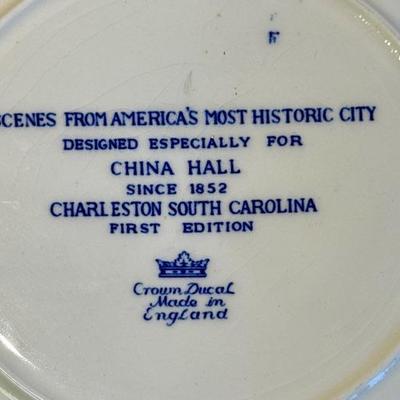 F
SCENES FROM AMERICA'S MOST HISTORIC CITY
DESIGNED ESPECIALLY FOR
CHINA HALL
SINCE 1852
CHARLESTON SOUTH CAROLINA
FIRST EDITION
Crown Ducal
Made in
England